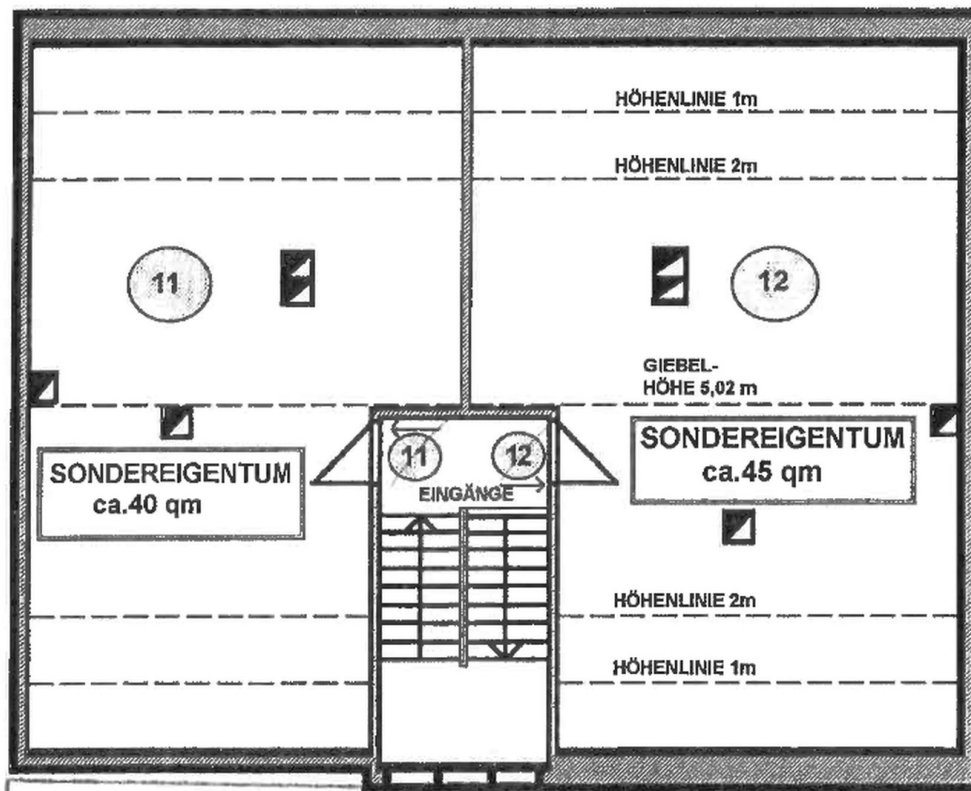 HÖHENLINIE 1m
HÖHENLINIE 2m
11
12
GIEBEL-
HÖHE 5,02 m
SONDEREIGENTUM
ca.40 qm
11
12
EINGÄNGE
SONDEREIGENTUM
ca.45 qm
HÖHENLINIE 2m
HÖHENLINIE 1m